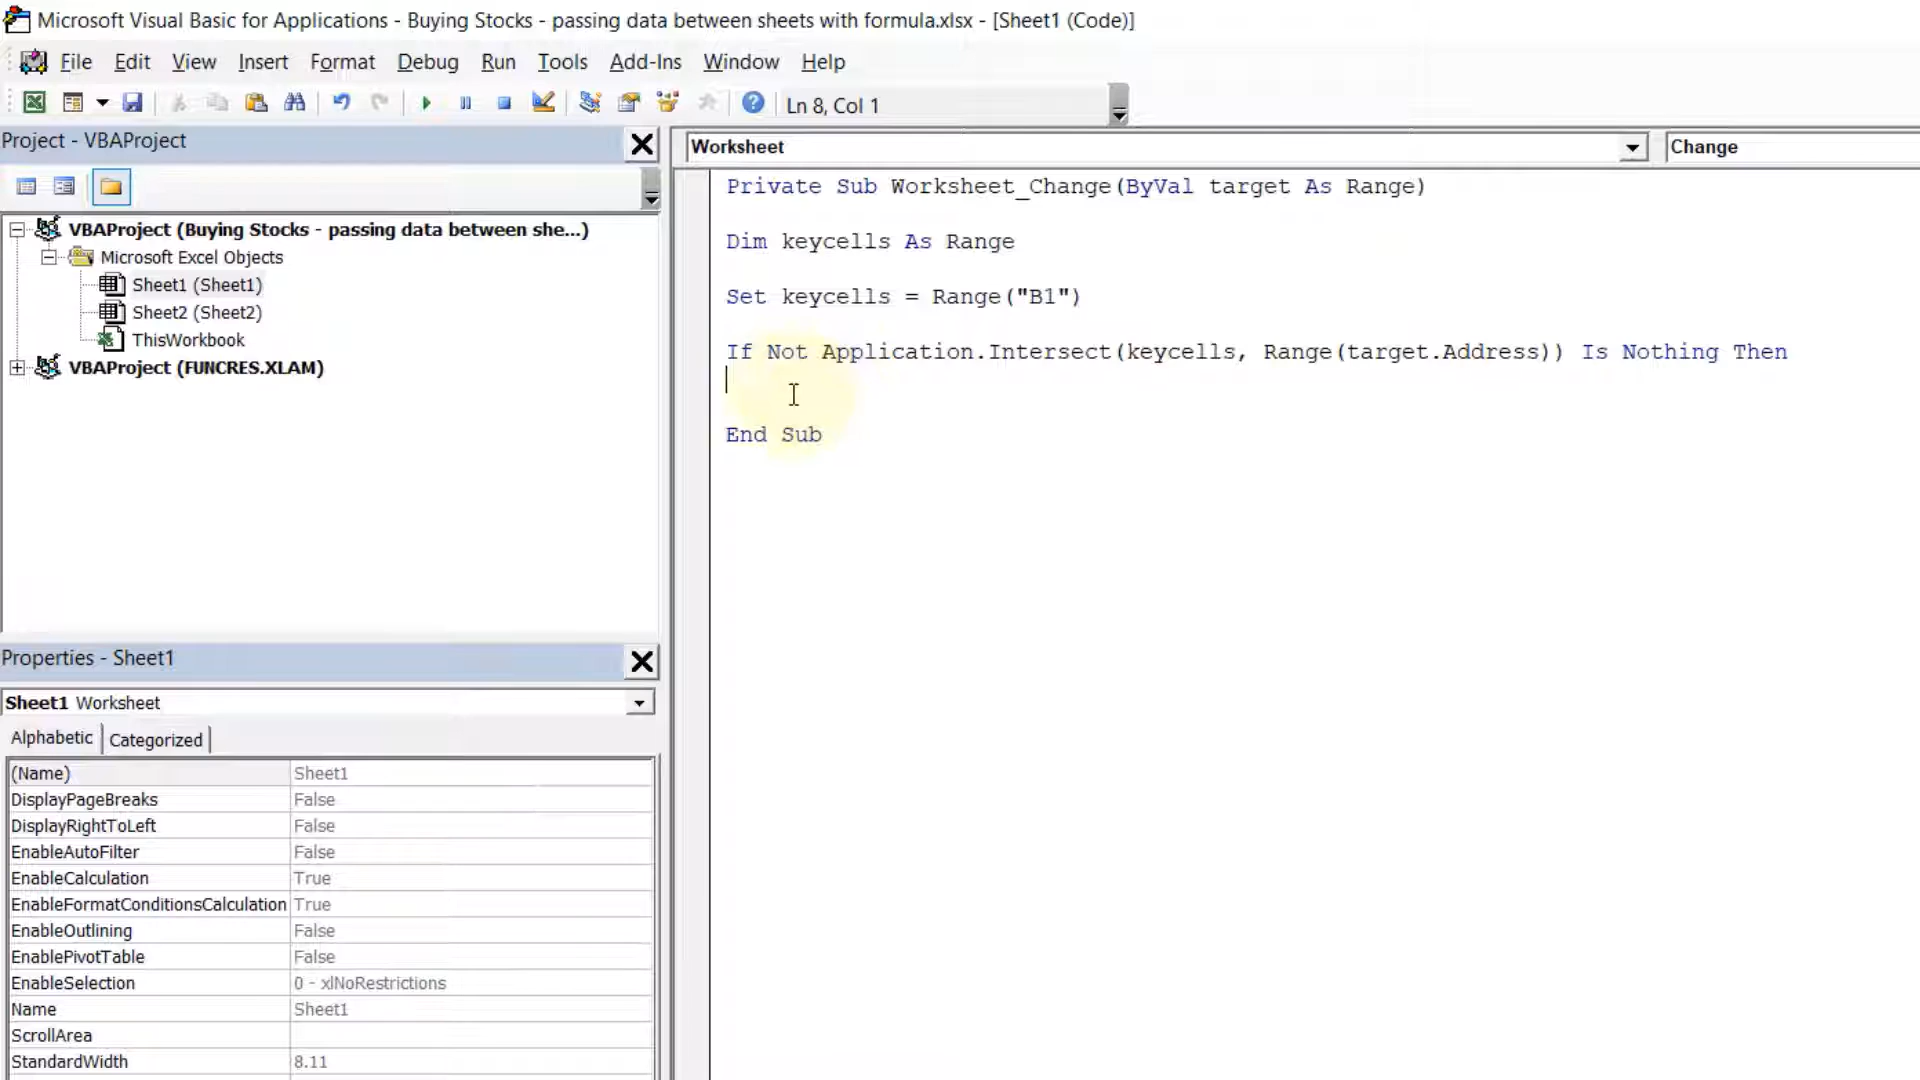 Microsoft Visual Basic for Applications - Buying Stocks - passing data between sheets with formula.xlsx - [Sheet1 (Code)]
File Edit View Insert Format Debug Run Tools Add-Ins Window Help
Ln 8, Col 1
Project - VBAProject
VBAProject (Buying Stocks - passing data between she...)
Microsoft Excel Objects
Sheet1 (Sheet1)
Sheet2 (Sheet2)
ThisWorkbook
VBAProject (FUNCRES.XLAM)
Properties - Sheet1
Sheet1 Worksheet
Alphabetic Categorized
(Name) Sheet1
DisplayPageBreaks False
DisplayRightToLeft False
EnableAutoFilter False
EnableCalculation True
EnableFormatConditionsCalculation True
EnableOutlining False
EnablePivotTable False
EnableSelection 0 - xlNoRestrictions
Name Sheet1
ScrollArea
StandardWidth 8.11
Worksheet Change
Private Sub Worksheet_Change(ByVal target As Range)
Dim keycells As Range
Set keycells = Range("B1")
If Not Application.Intersect(keycells, Range(target.Address)) Is Nothing Then
End Sub